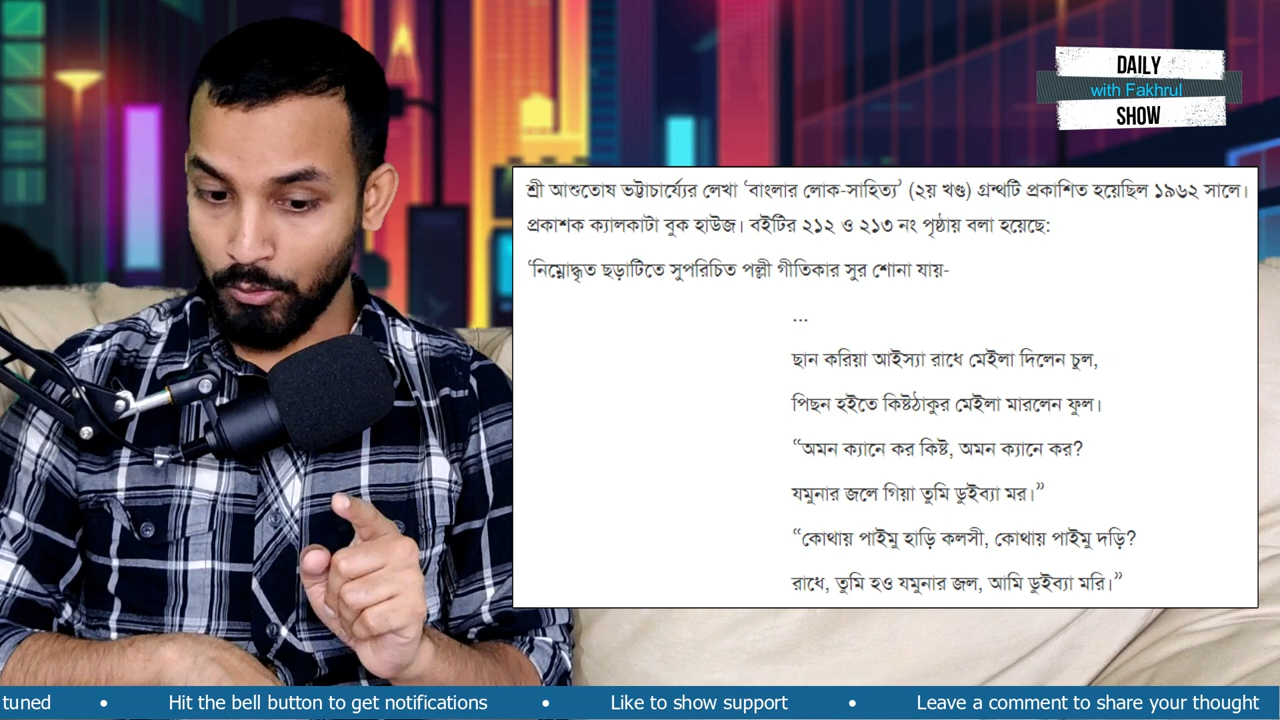 DAILY
with Fakhrul
SHOW
শ্রী আশুতোষ ভট্টাচার্য্যের লেখা ‘বাংলার লোক-সাহিত্য’ (২য় খণ্ড) গ্রন্থটি প্রকাশিত হয়েছিল ১৯৬২ সালে।
প্রকাশক ক্যালকাটা বুক হাউজ। বইটির ২১২ ও ২১৩ নং পৃষ্ঠায় বলা হয়েছে:
‘নিম্নোদ্ধৃত ছড়াটিতে সুপরিচিত পল্লী গীতিকার সুর শোনা যায়-
...
ছান করিয়া আইস্যা রাধে মেইলা দিলেন চুল,
পিছন হইতে কিষ্টঠাকুর মেইলা মারলেন ফুল।
“অমন ক্যানে কর কিষ্ট, অমন ক্যানে কর?
যমুনার জলে গিয়া তুমি ডুইব্যা মর।”
“কোথায় পাইমু হাড়ি কলসী, কোথায় পাইমু দড়ি?
রাধে, তুমি হও যমুনার জল, আমি ডুইব্যা মরি।”
tuned • Hit the bell button to get notifications • Like to show support • Leave a comment to share your thought